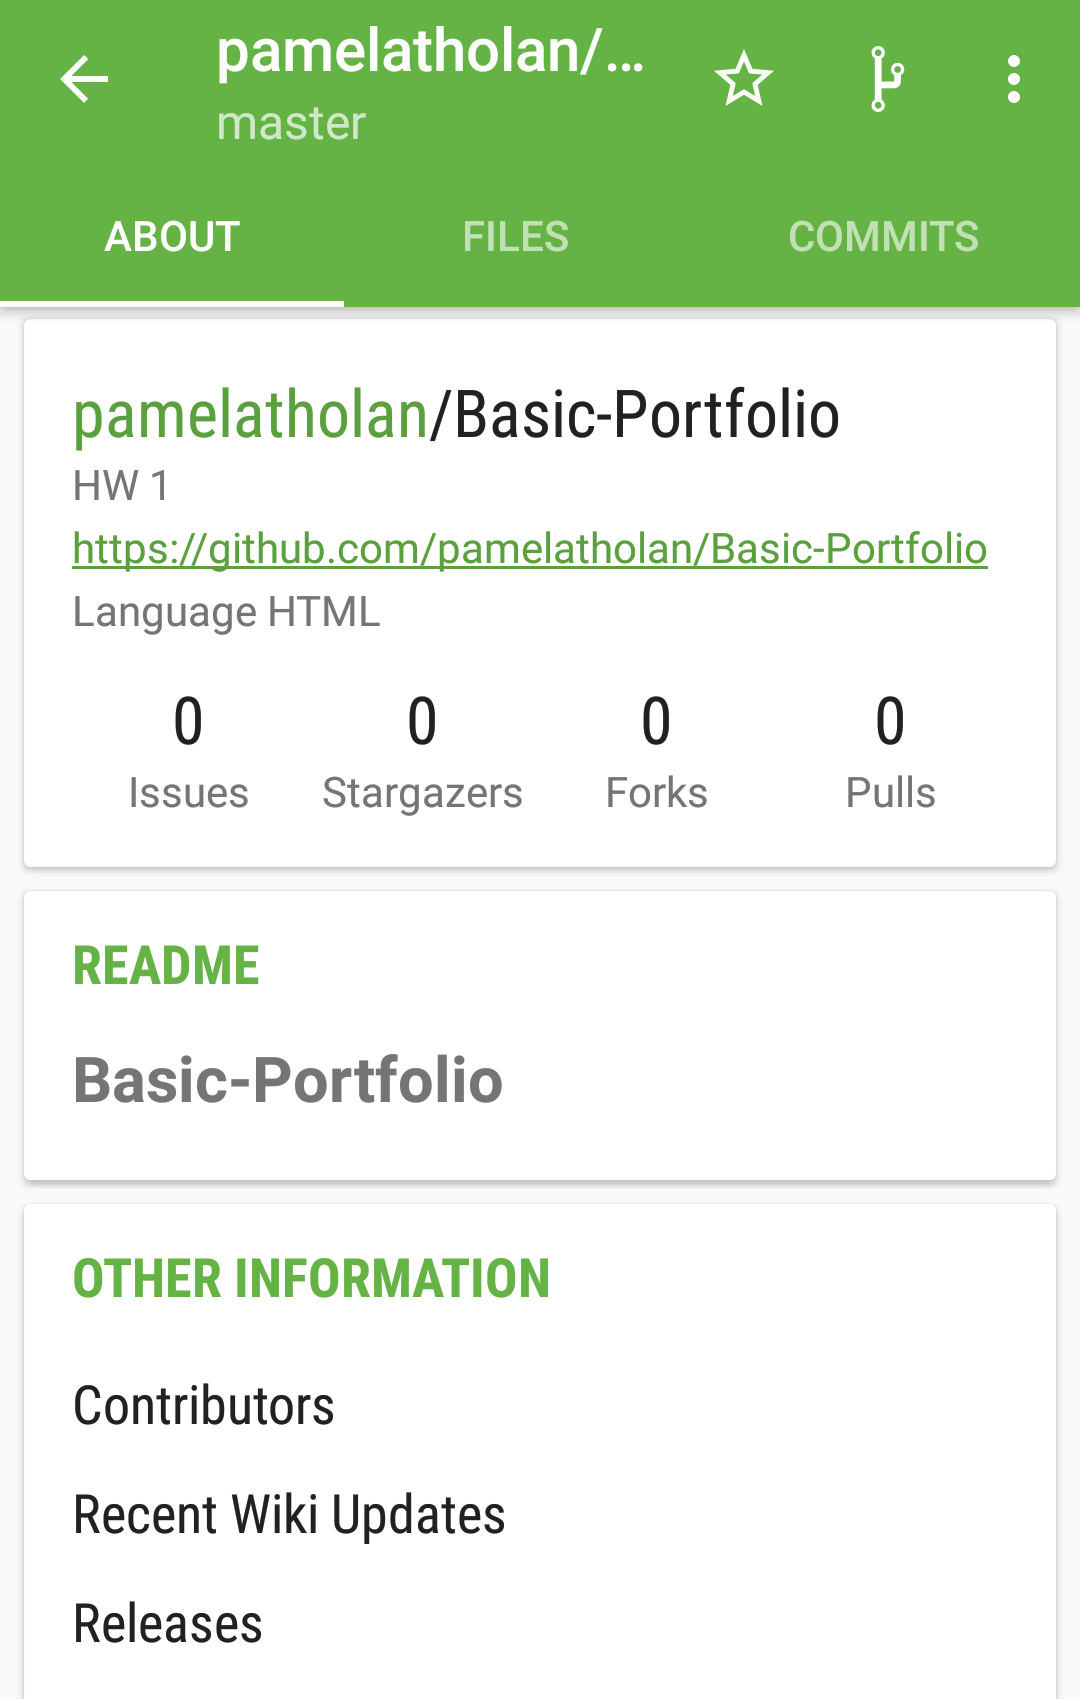 pamelatholan/...
master
ABOUT
FILES
COMMITS
pamelatholan/Basic-Portfolio
HW 1
https://github.com/pamelatholan/Basic-Portfolio
Language HTML
0 0 0 0
Issues Stargazers Forks Pulls
README
Basic-Portfolio
OTHER INFORMATION
Contributors
Recent Wiki Updates
Releases